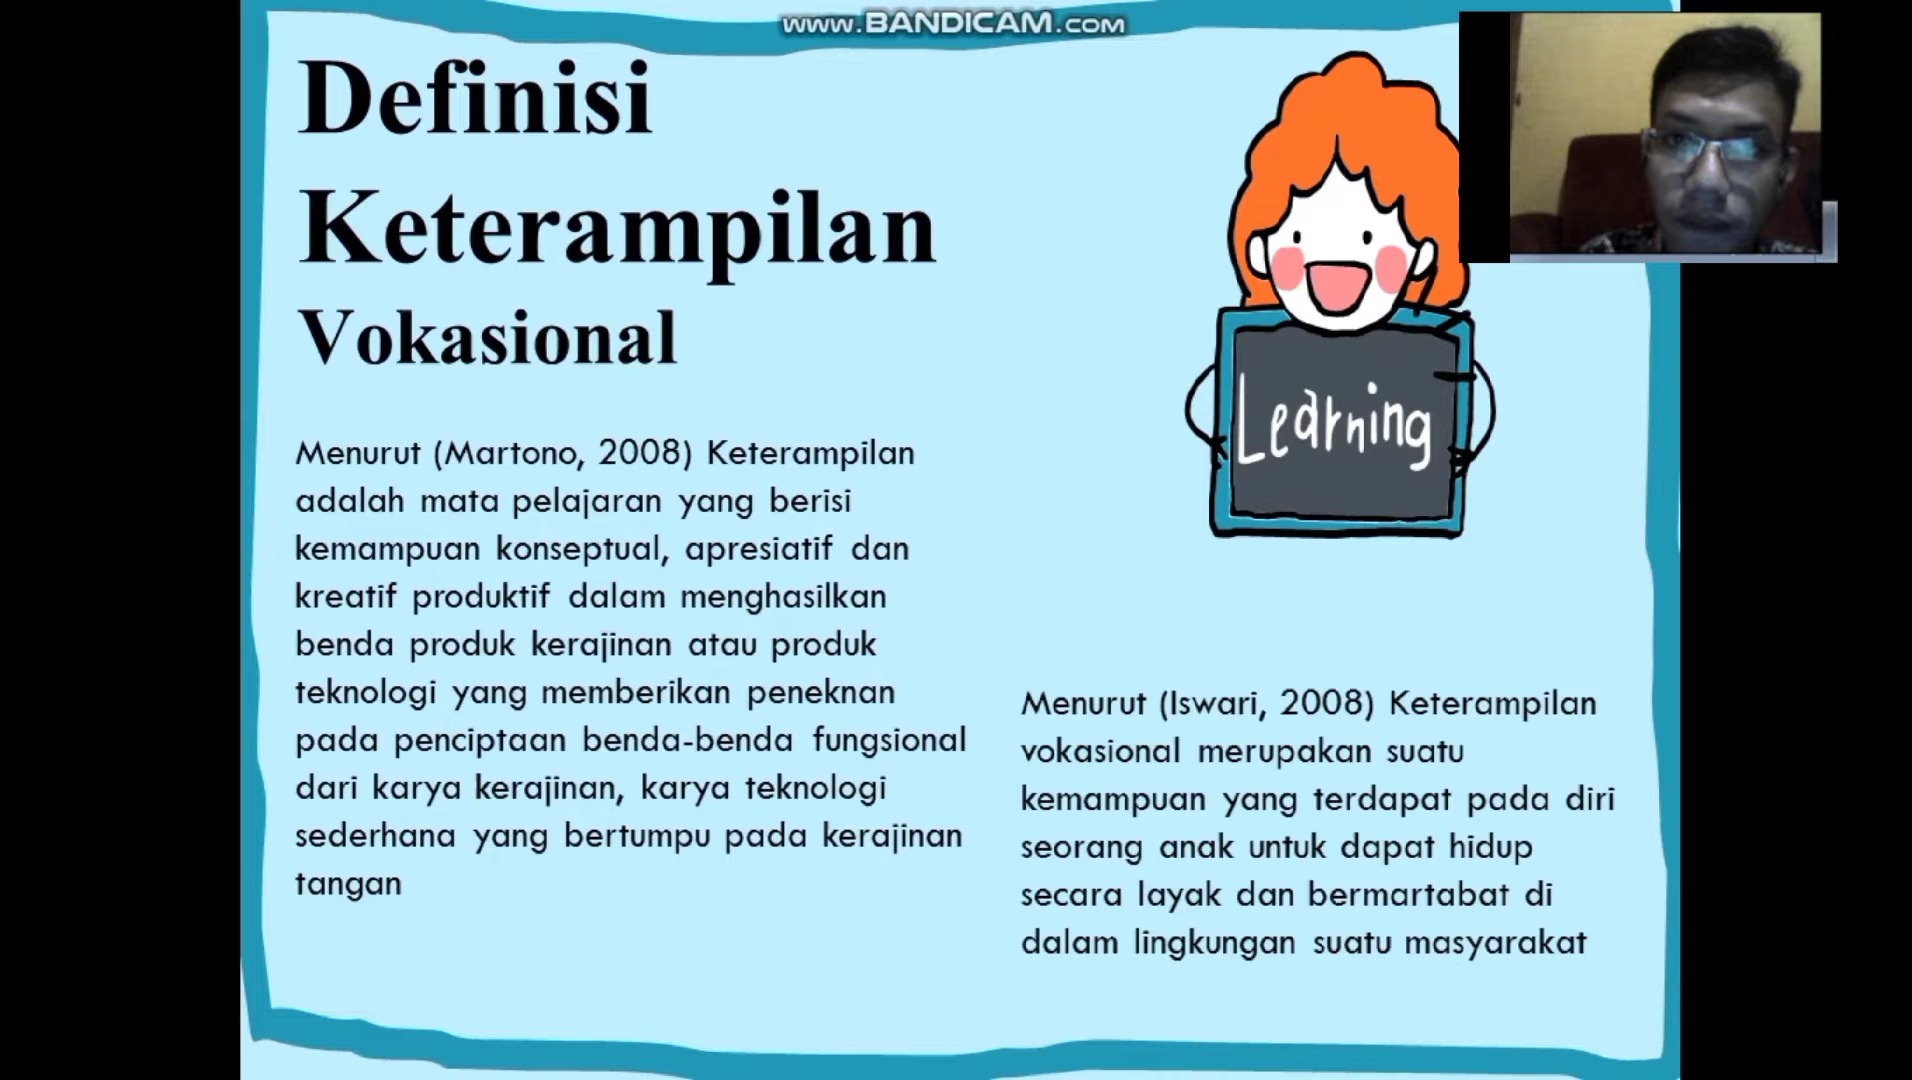 www.BANDICAM.com
Definisi
Keterampilan
Vokasional
Learning
Menurut (Martono, 2008) Keterampilan
adalah mata pelajaran yang berisi
kemampuan konseptual, apresiatif dan
kreatif produktif dalam menghasilkan
benda produk kerajinan atau produk
teknologi yang memberikan peneknan
pada penciptaan benda-benda fungsional
dari karya kerajinan, karya teknologi
sederhana yang bertumpu pada kerajinan
tangan
Menurut (Iswari, 2008) Keterampilan
vokasional merupakan suatu
kemampuan yang terdapat pada diri
seorang anak untuk dapat hidup
secara layak dan bermartabat di
dalam lingkungan suatu masyarakat